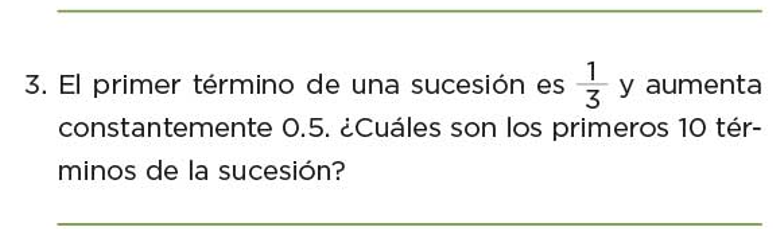 3. El primer término de una sucesión es 1/3 y aumenta
constantemente 0.5. ¿Cuáles son los primeros 10 tér-
minos de la sucesión?